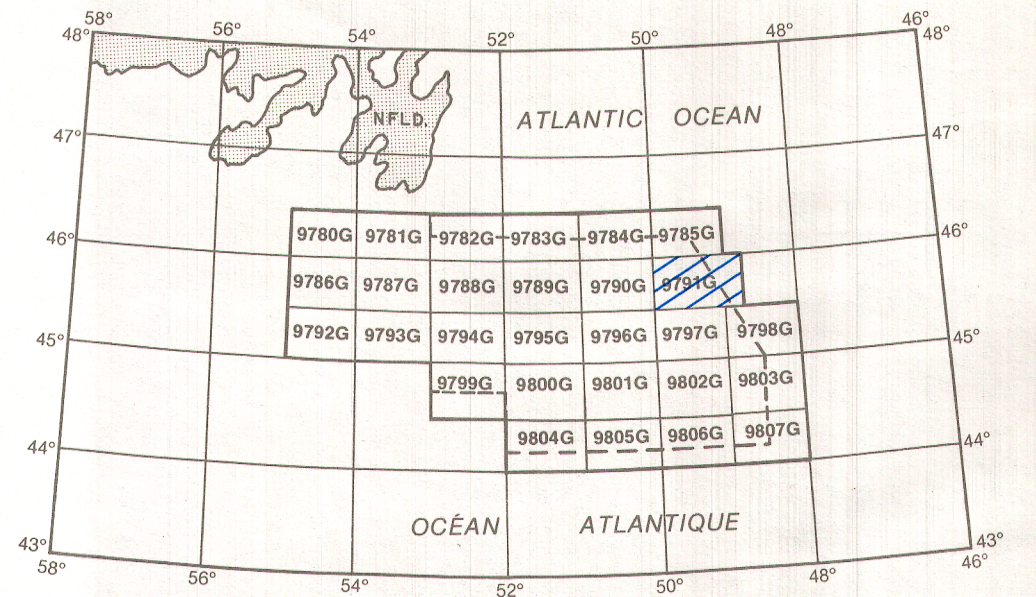 58° 56° 54° 52° 50° 48° 46°
48° 48°
NFLD. ATLANTIC OCEAN
47° 47°
9780G 9781G 9782G 9783G 9784G 9785G
46° 46°
9786G 9787G 9788G 9789G 9790G 9791G
9792G 9793G 9794G 9795G 9796G 9797G 9798G
45° 45°
9799G 9800G 9801G 9802G 9803G
9804G 9805G 9806G 9807G
44° 44°
OCÉAN ATLANTIQUE
43° 43°
58° 56° 54° 52° 50° 48° 46°